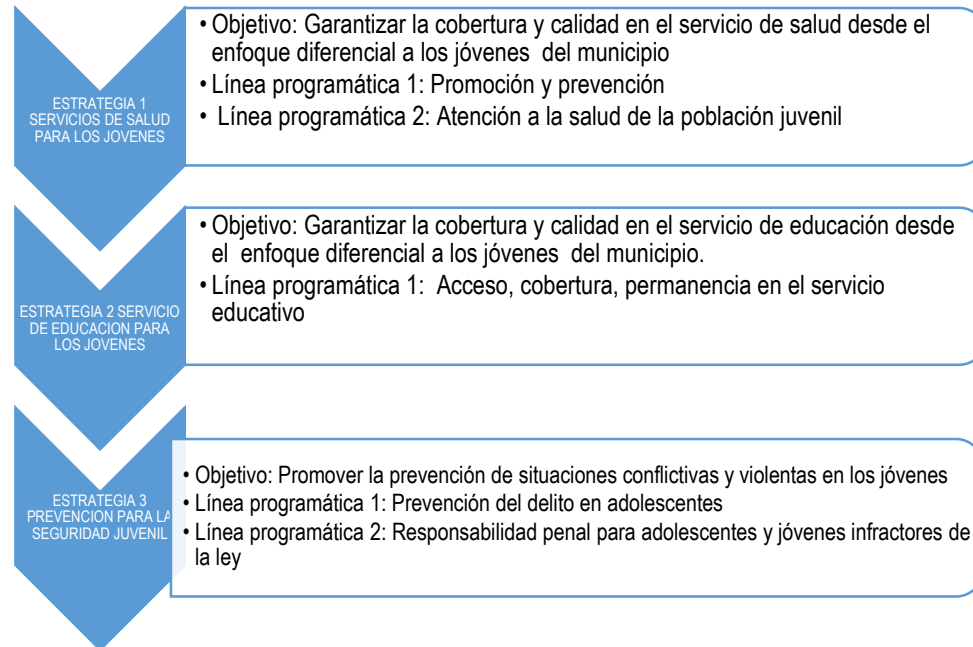 ESTRATEGIA 1
SERVICIOS DE SALUD
PARA LOS JOVENES
• Objetivo: Garantizar la cobertura y calidad en el servicio de salud desde el
enfoque diferencial a los jóvenes del municipio
• Línea programática 1: Promoción y prevención
• Línea programática 2: Atención a la salud de la población juvenil
ESTRATEGIA 2 SERVICIO
DE EDUCACION PARA
LOS JOVENES
• Objetivo: Garantizar la cobertura y calidad en el servicio de educación desde
el enfoque diferencial a los jóvenes del municipio.
• Línea programática 1: Acceso, cobertura, permanencia en el servicio
educativo
ESTRATEGIA 3
PREVENCION PARA LA
SEGURIDAD JUVENIL
• Objetivo: Promover la prevención de situaciones conflictivas y violentas en los jóvenes
• Línea programática 1: Prevención del delito en adolescentes
• Línea programática 2: Responsabilidad penal para adolescentes y jóvenes infractores de
la ley